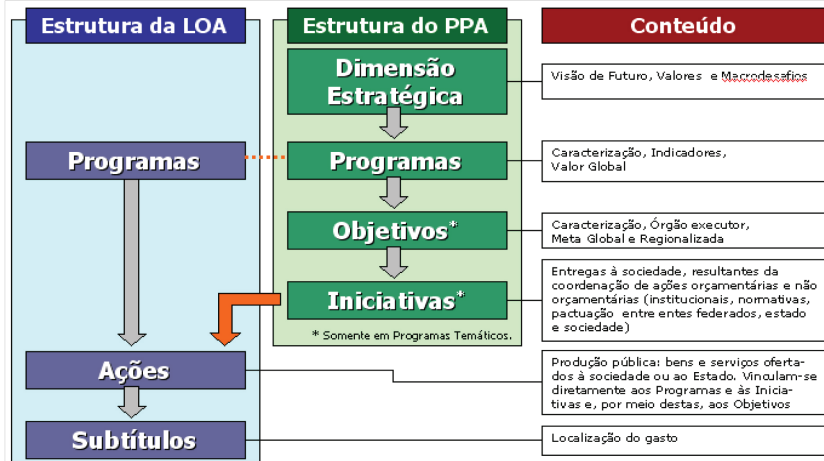 Estrutura da LOA
Estrutura do PPA
Conteúdo
Dimensão
Estratégica
Visão de Futuro, Valores e Macrodesafios
Programas
Programas
Caracterização, Indicadores,
Valor Global
Objetivos*
Caracterização, Órgão executor,
Meta Global e Regionalizada
Iniciativas*
Entregas à sociedade, resultantes da
coordenação de ações orçamentárias e não
orçamentárias (institucionais, normativas,
pactuação entre entes federados, estado
e sociedade)
* Somente em Programas Temáticos.
Ações
Produção pública: bens e serviços oferta-
dos à sociedade ou ao Estado. Vinculam-se
diretamente aos Programas e às Inicia-
tivas e, por meio destas, aos Objetivos
Subtítulos
Localização do gasto